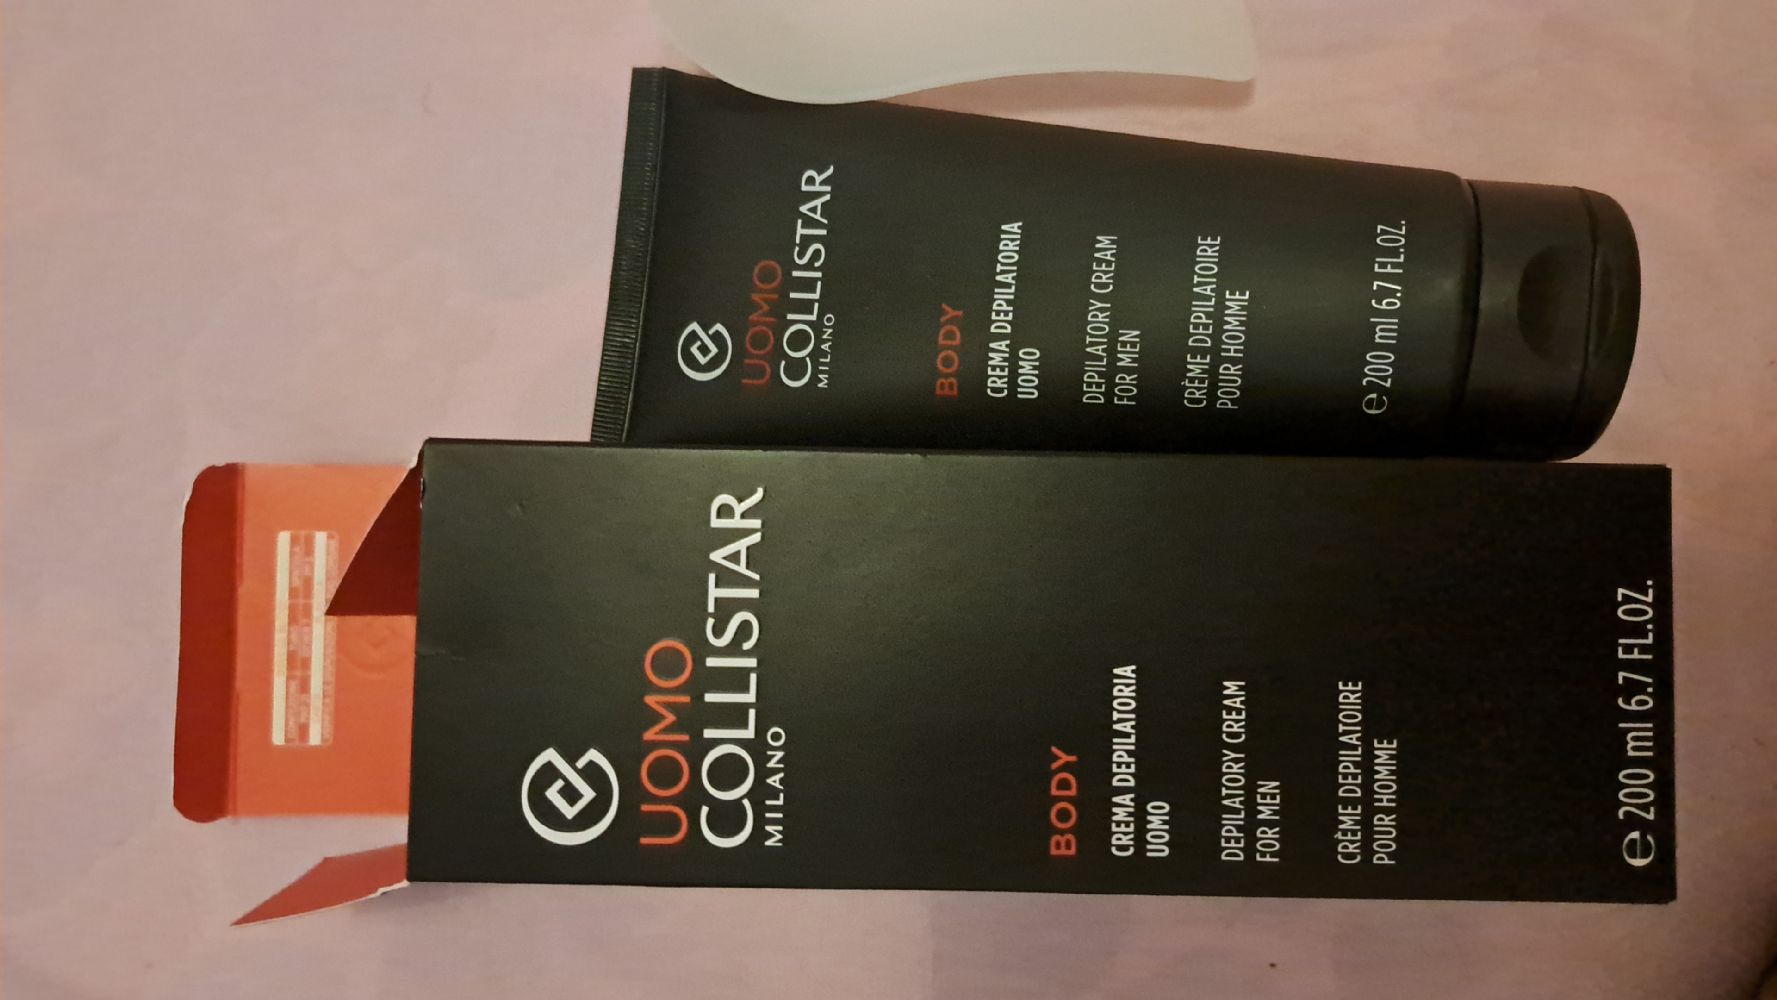 UOMO
COLLISTAR
MILANO
BODY
CREMA DEPILATORIA
UOMO
DEPILATORY CREAM
FOR MEN
CRÈME DEPILATOIRE
POUR HOMME
e 200 ml 6.7 FL.OZ.
UOMO
COLLISTAR
MILANO
BODY
CREMA DEPILATORIA
UOMO
DEPILATORY CREAM
FOR MEN
CRÈME DEPILATOIRE
POUR HOMME
e 200 ml 6.7 FL.OZ.